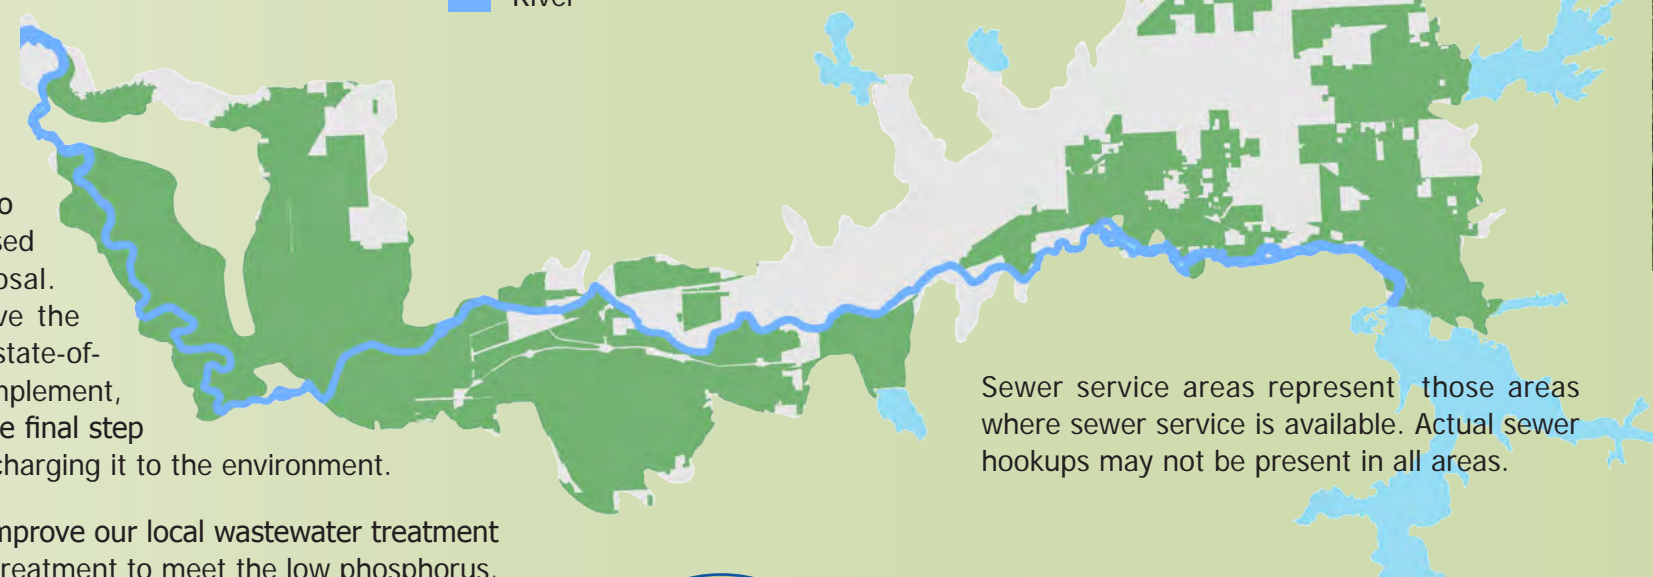 River
o
sed
osal.
ve the
state-of-
mplement,
e final step
charging it to the environment.
mprove our local wastewater treatment
reatment to meet the low phosphorus,
Sewer service areas represent those areas
where sewer service is available. Actual sewer
hookups may not be present in all areas.